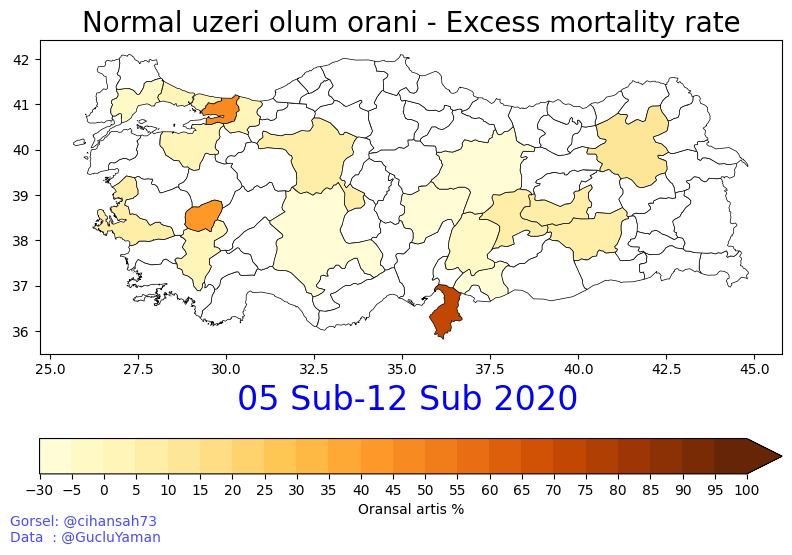 Normal uzeri olum orani - Excess mortality rate
42
41
40
39
38
37
36
25.0 27.5 30.0 32.5 35.0 37.5 40.0 42.5 45.0
05 Sub-12 Sub 2020
−30 −5 0 5 10 15 20 25 30 35 40 45 50 55 60 65 70 75 80 85 90 95 100
Oransal artis %
Gorsel: @cihansah73
Data  : @GucluYaman